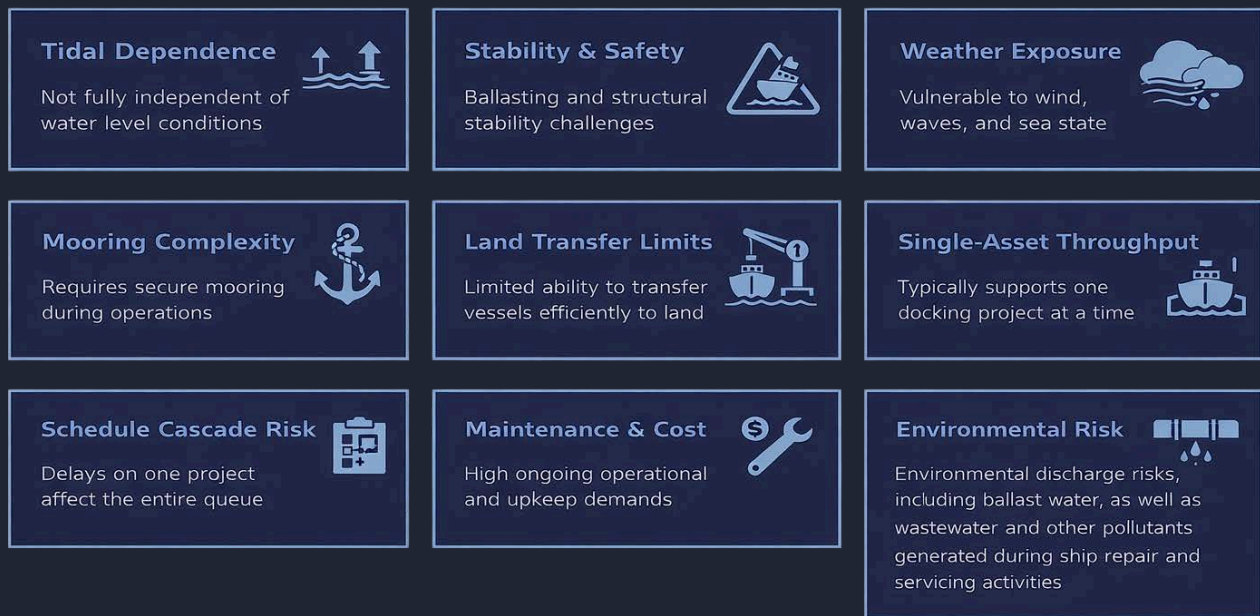 Tidal Dependence
Not fully independent of
water level conditions
Stability & Safety
Ballasting and structural
stability challenges
Weather Exposure
Vulnerable to wind,
waves, and sea state
Mooring Complexity
Requires secure mooring
during operations
Land Transfer Limits
1
Limited ability to transfer
vessels efficiently to land
Single-Asset Throughput
Typically supports one
docking project at a time
Schedule Cascade Risk
Delays on one project
affect the entire queue
Maintenance & Cost
$
High ongoing operational
and upkeep demands
Environmental Risk
Environmental discharge risks,
including ballast water, as well as
wastewater and other pollutants
generated during ship repair and
servicing activities